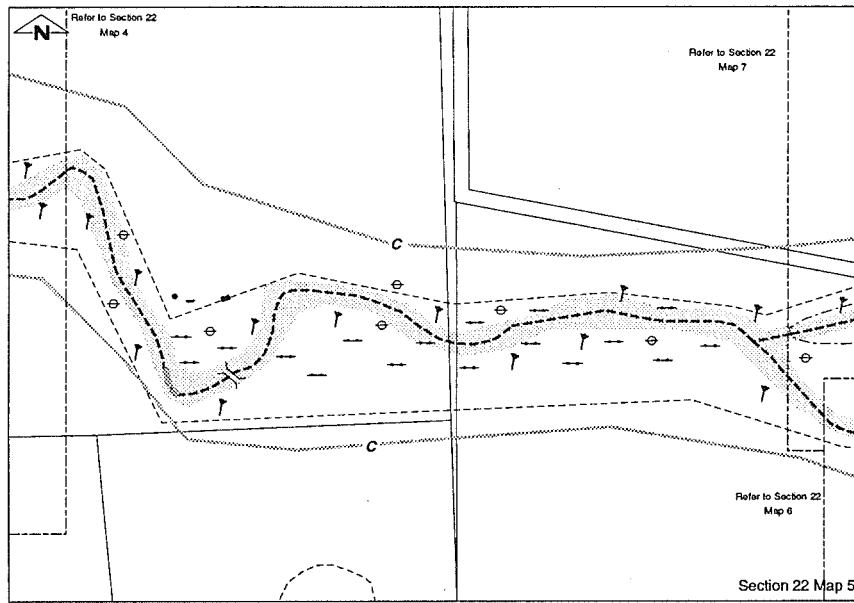 N
Refer to Section 22
Map 4
Refer to Section 22
Map 7
C
C
Refer to Section 22
Map 6
Section 22 Map 5